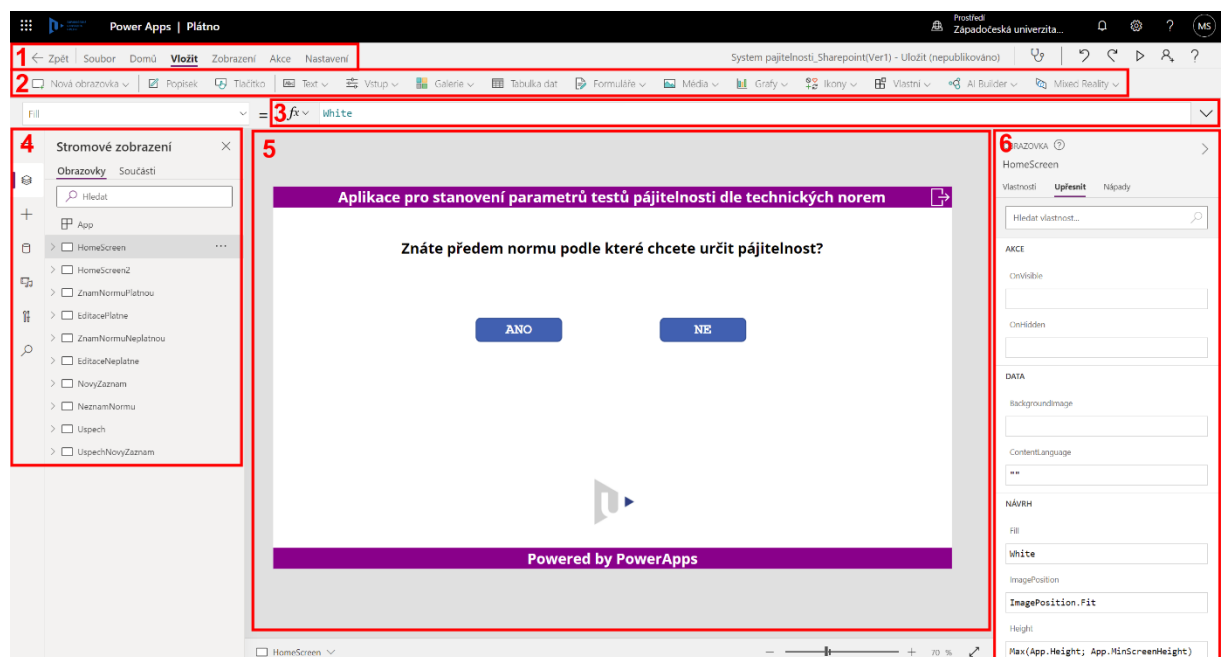 Power Apps | Plátno
Prostředí
Západočeská univerzita...
?
MS
1
Zpět Soubor Domů Vložit Zobrazení Akce Nastavení
System pajitelnosti_Sharepoint(Ver1) - Uložit (nepublikováno)
?
2
Nová obrazovka Popisek Tlačítko Text Vstup Galerie Tabulka dat Formuláře Média Grafy Ikony Vlastní AI Builder Mixed Reality
Fill
=
3
fx
White
4
Stromové zobrazení
Obrazovky Součásti
Hledat
App
HomeScreen
...
HomeScreen2
ZnamNormuPlatnou
EditacePlatne
ZnamNormuNeplatnou
EditaceNeplatne
NovyZaznam
NeznamNormu
Uspech
UspechNovyZaznam
5
Aplikace pro stanovení parametrů testů pájitelnosti dle technických norem
Znáte předem normu podle které chcete určit pájitelnost?
ANO
NE
Powered by PowerApps
HomeScreen
70 %
6
BRAZOVKA
HomeScreen
Vlastnosti Upřesnit Nápady
Hledat vlastnost...
AKCE
OnVisible
OnHidden
DATA
BackgroundImage
ContentLanguage
""
NÁVRH
Fill
White
ImagePosition
ImagePosition.Fit
Height
Max(App.Height; App.MinScreenHeight)